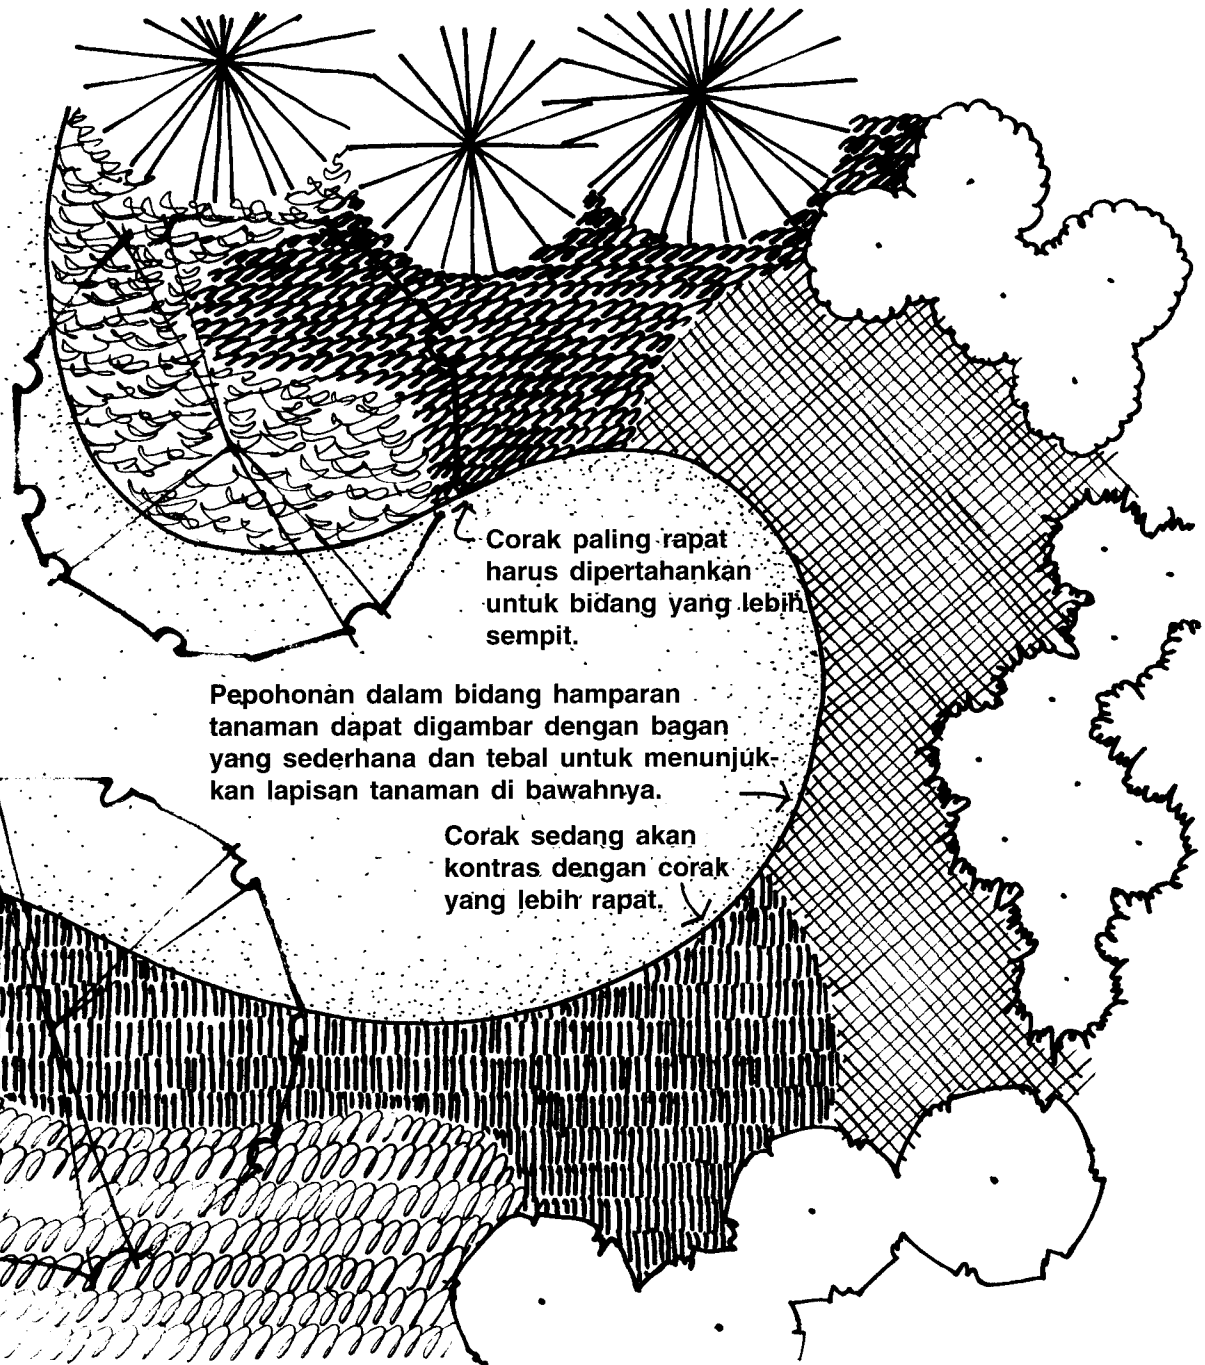 Corak paling rapat
harus dipertahankan
untuk bidang yang lebih
sempit.
Pepohonan dalam bidang hamparan
tanaman dapat digambar dengan bagan
yang sederhana dan tebal untuk menunjuk-
kan lapisan tanaman di bawahnya.
Corak sedang akan
kontras dengan corak
yang lebih rapat.